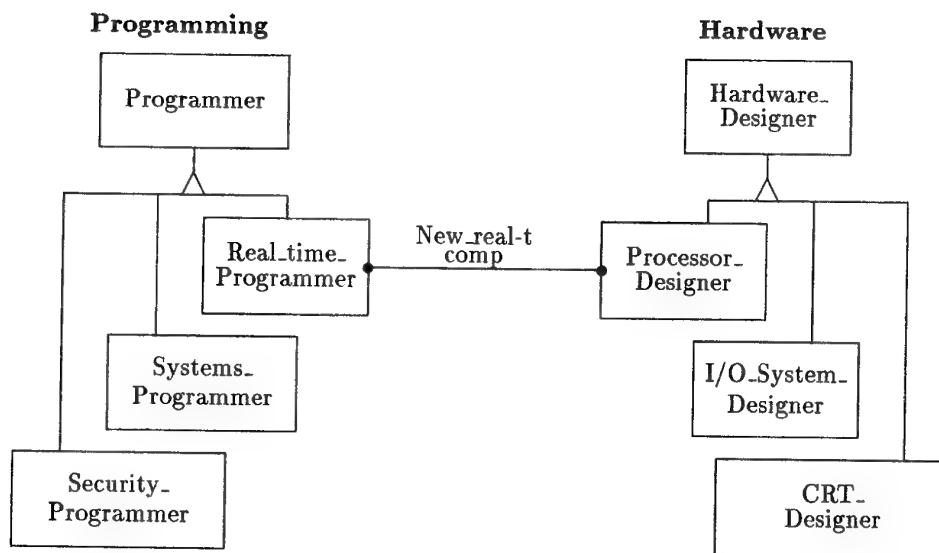 Programming
Hardware
Programmer
Hardware_
Designer
Real_time_
Programmer
New_real-t
comp
Processor_
Designer
Systems_
Programmer
I/O_System_
Designer
Security_
Programmer
CRT_
Designer